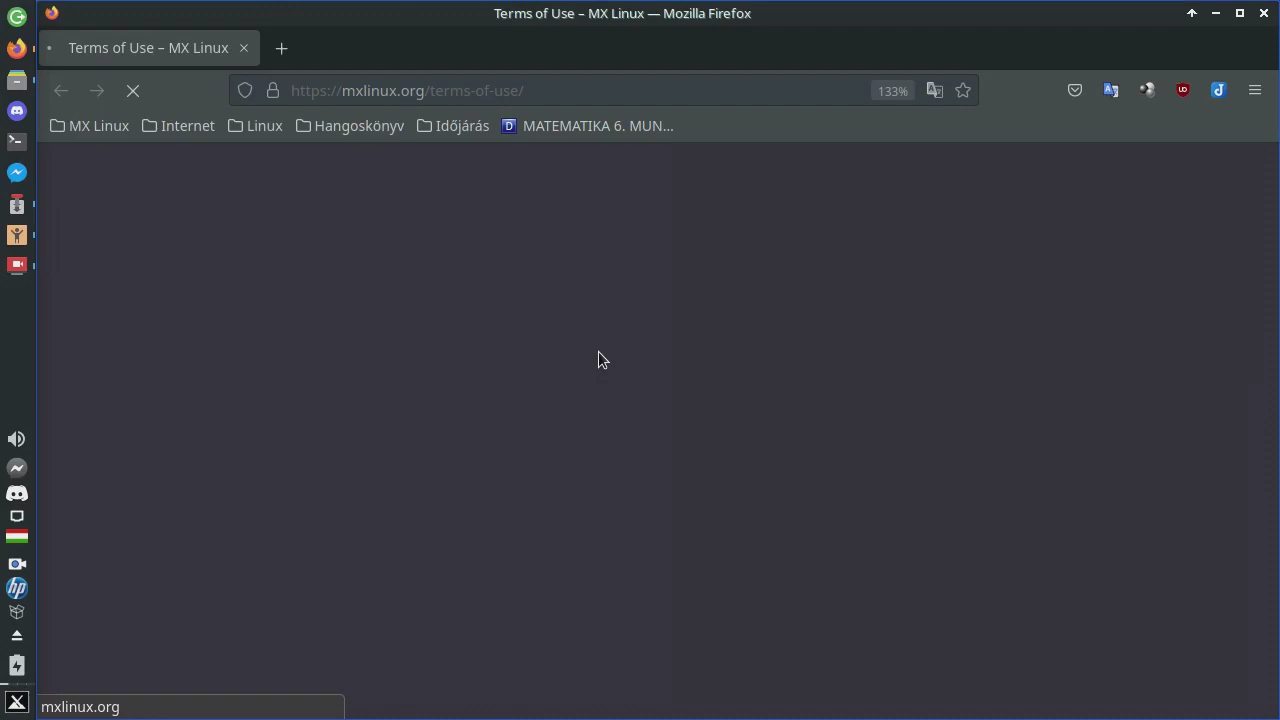 Terms of Use – MX Linux — Mozilla Firefox
Terms of Use – MX Linux
https://mxlinux.org/terms-of-use/
133%
MX Linux
Internet
Linux
Hangoskönyv
Időjárás
D MATEMATIKA 6. MUN...
hp
mxlinux.org